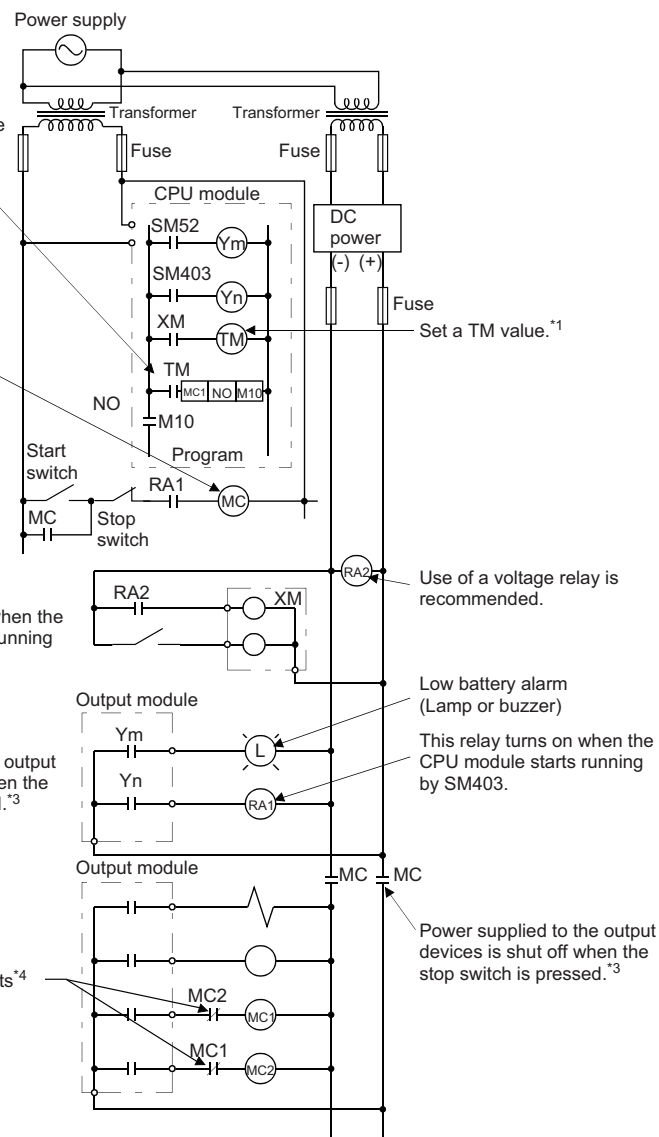 Power supply
Transformer
Transformer
e
Fuse
Fuse
CPU module
SM52
Ym
DC
power
(-) (+)
SM403
Yn
Fuse
XM
TM
Set a TM value.*1
TM
MC1 NO M10
NO
M10
Program
Start
switch
RA1
MC
MC
Stop
switch
RA2
Use of a voltage relay is
recommended.
RA2
XM
hen the
unning
Low battery alarm
(Lamp or buzzer)
Output module
Ym
L
This relay turns on when the
CPU module starts running
by SM403.
output
en the
.*3
Yn
RA1
Output module
MC
MC
Power supplied to the output
devices is shut off when the
stop switch is pressed.*3
ts*4
MC2
MC1
MC1
MC2